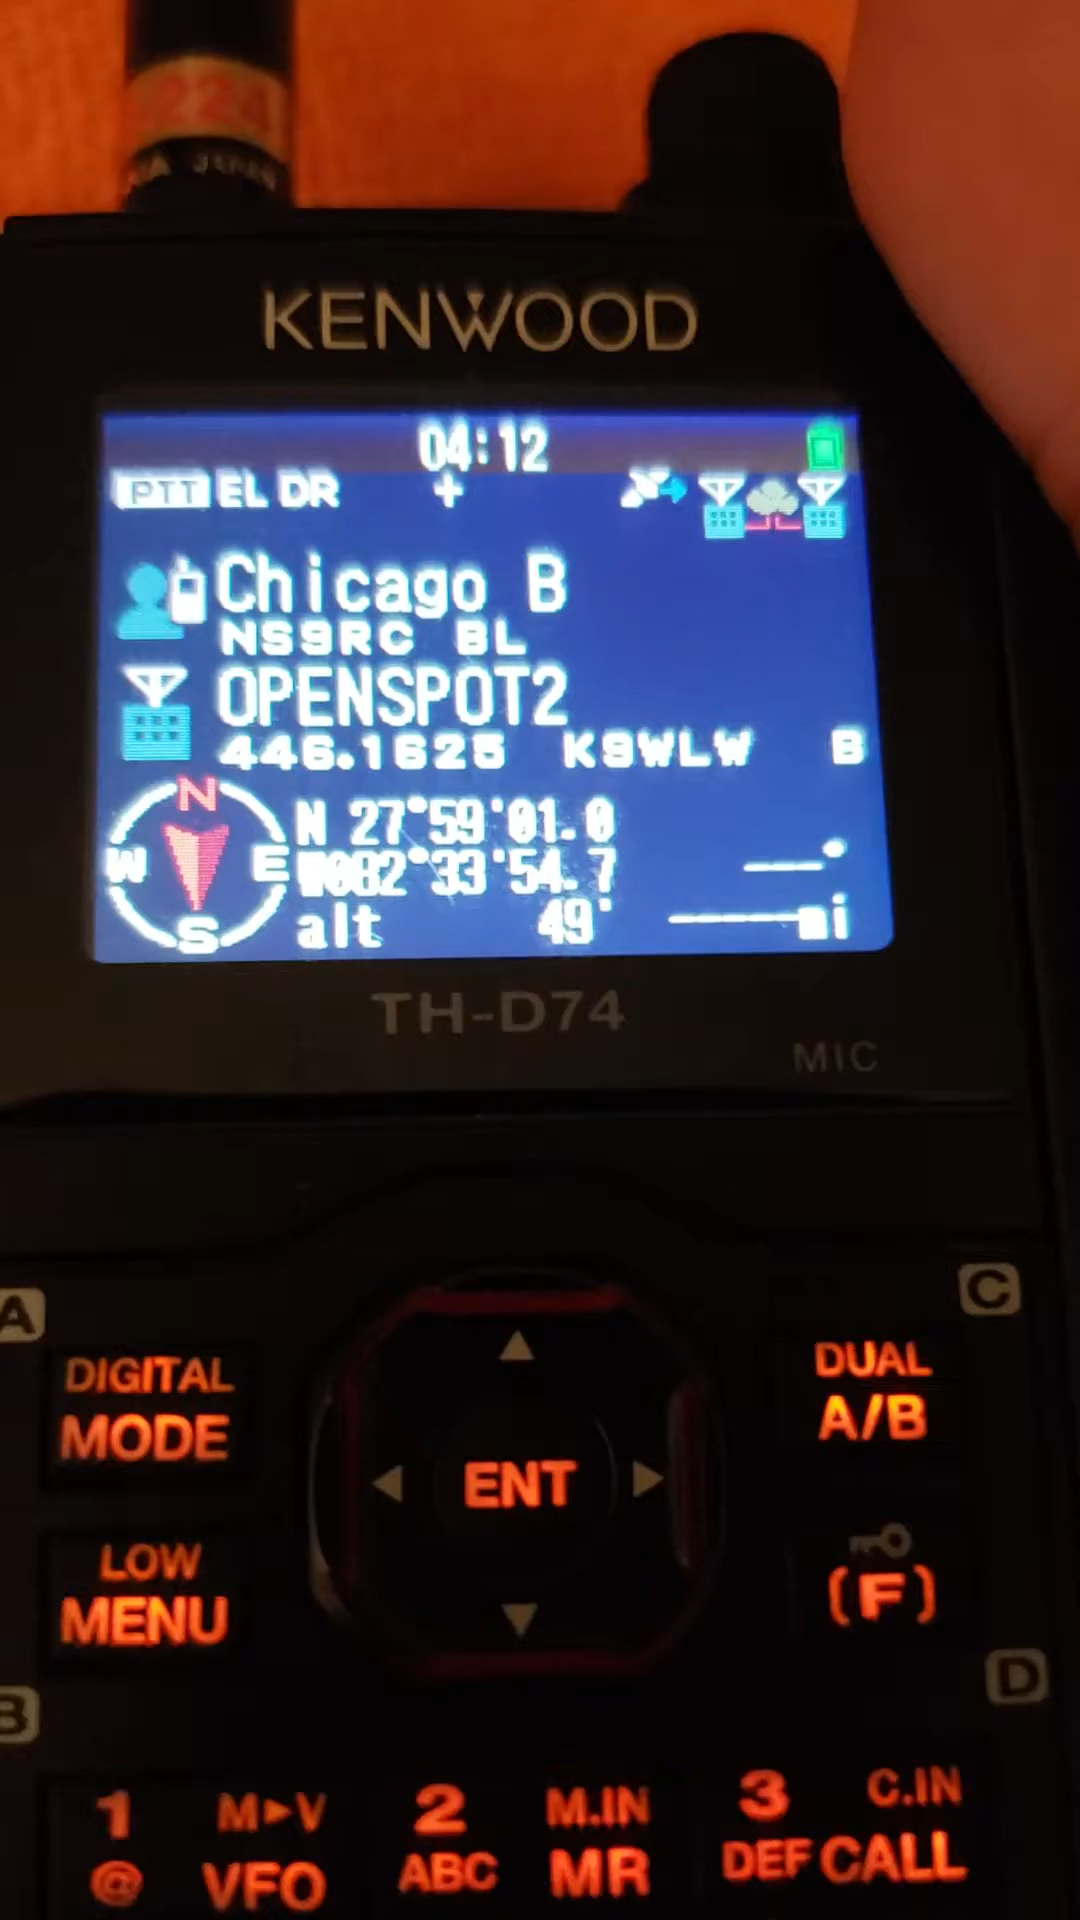 JAPAN
KENWOOD
04:12
PTT EL DR +
Chicago B
NS9RC BL
OPENSPOT2
446.1625 K9WLW B
N
N 27°59'01.0
W E W082°33'54.7 ---°
S alt 49' -----mi
TH-D74
MIC
A C
DIGITAL DUAL
MODE A/B
ENT
LOW
MENU (F)
B D
1 M►V 2 M.IN 3 C.IN
@ VFO ABC MR DEF CALL